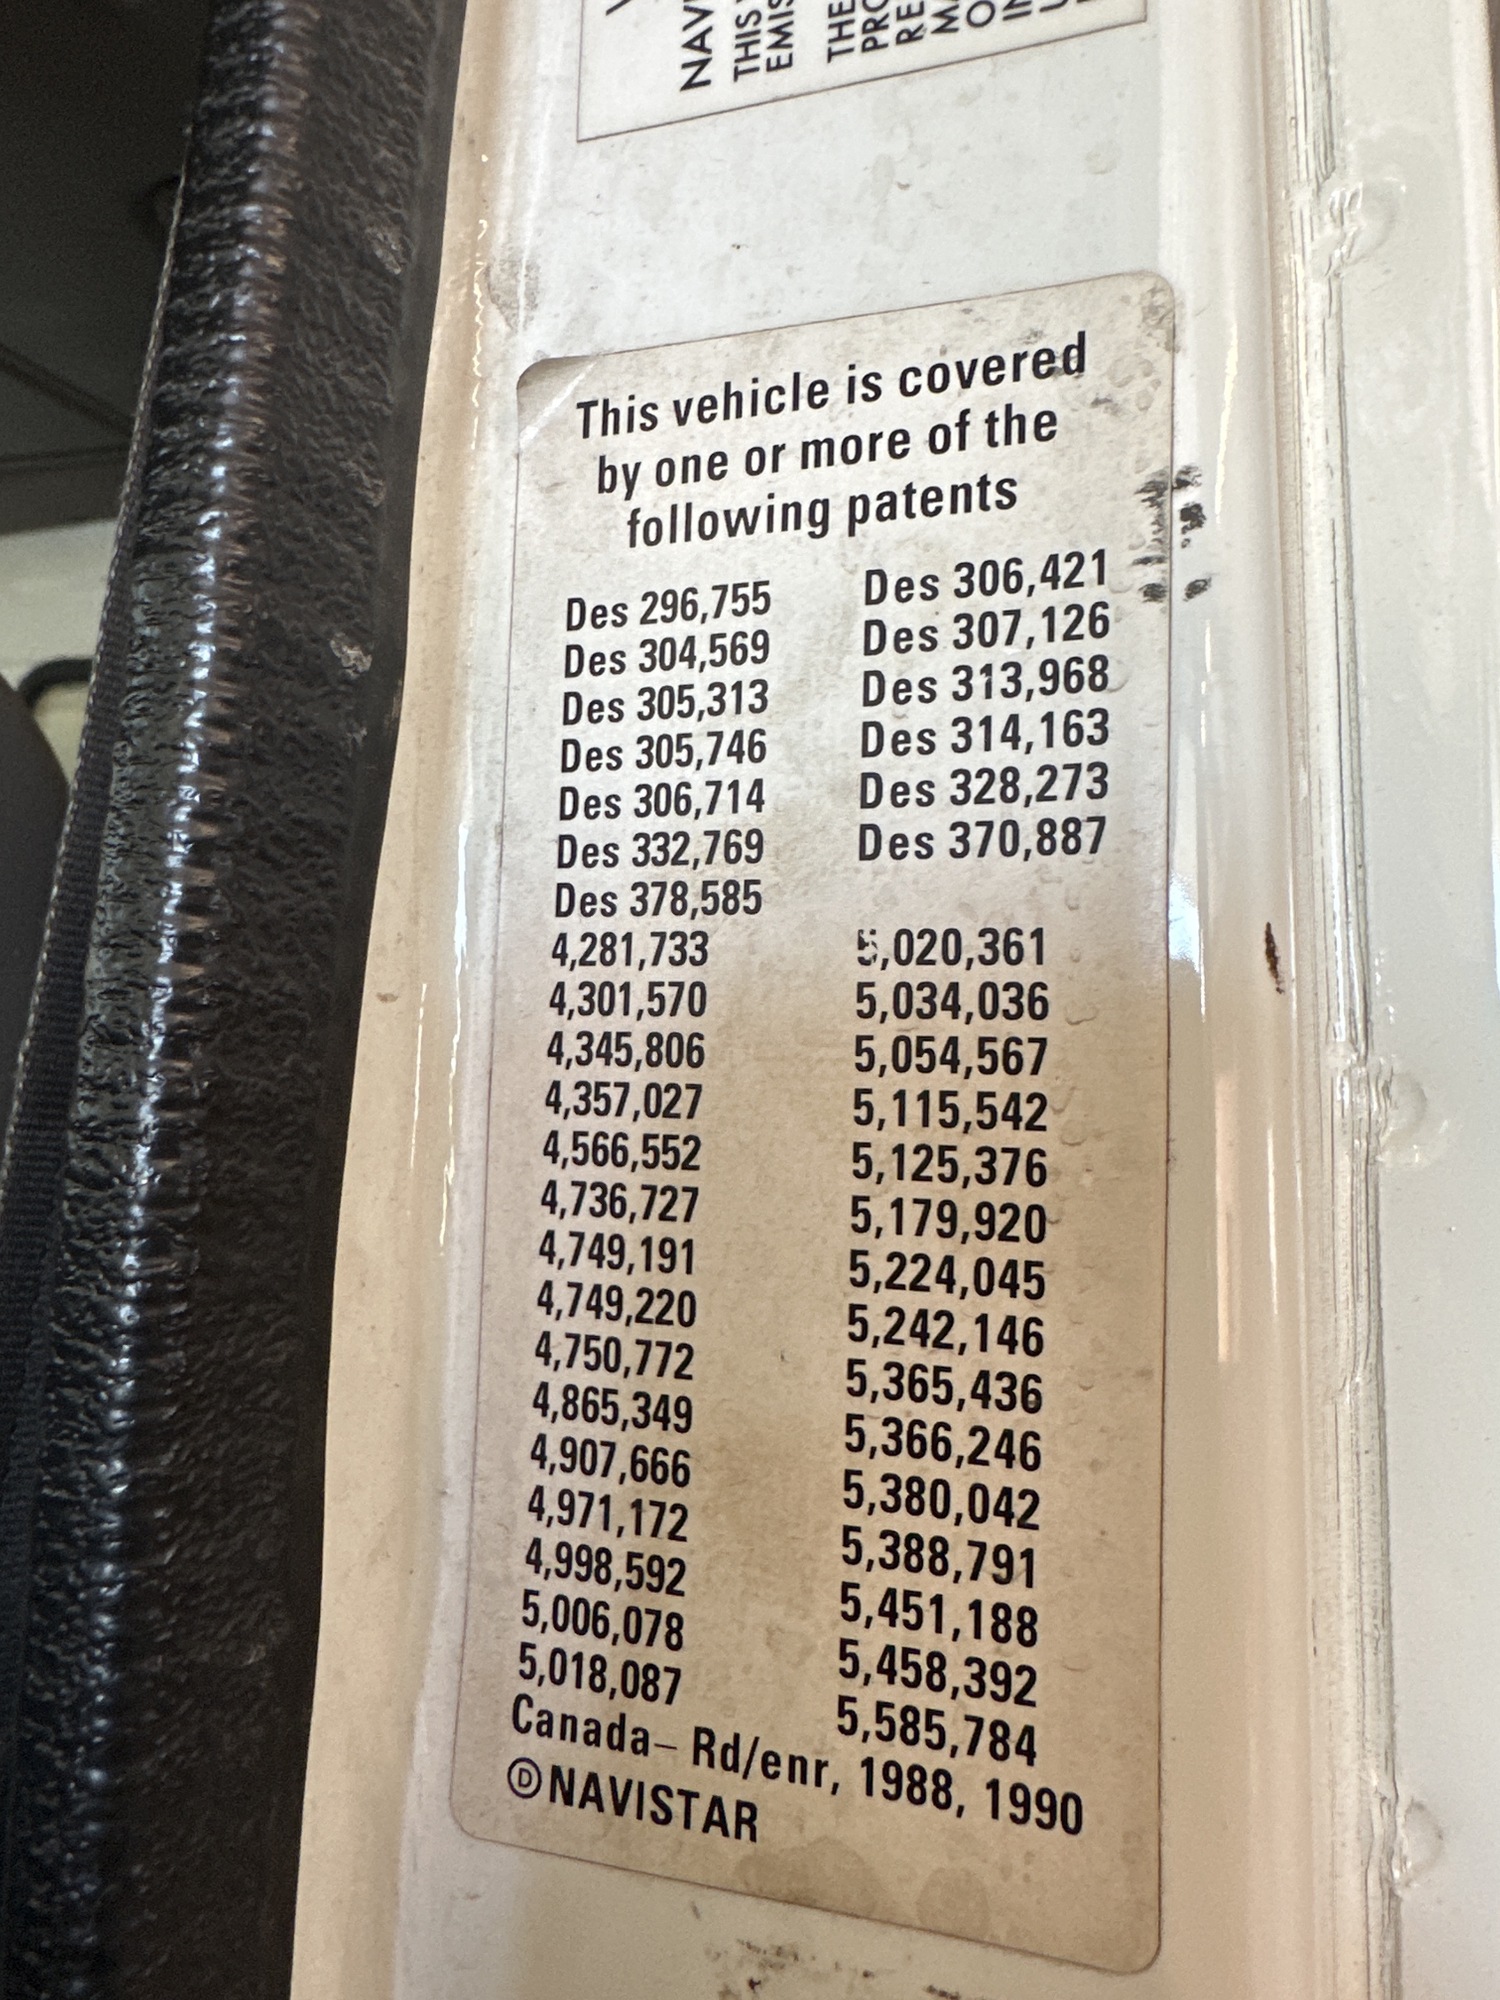 NAV
THIS
EMIS
THE
PRO
RE
MA
O
IN
This vehicle is covered
by one or more of the
following patents
Des 296,755 Des 306,421
Des 304,569 Des 307,126
Des 305,313 Des 313,968
Des 305,746 Des 314,163
Des 306,714 Des 328,273
Des 332,769 Des 370,887
Des 378,585
4,281,733 5,020,361
4,301,570 5,034,036
4,345,806 5,054,567
4,357,027 5,115,542
4,566,552 5,125,376
4,736,727 5,179,920
4,749,191 5,224,045
4,749,220 5,242,146
4,750,772 5,365,436
4,865,349 5,366,246
4,907,666 5,380,042
4,971,172 5,388,791
4,998,592 5,451,188
5,006,078 5,458,392
5,018,087 5,585,784
Canada– Rd/enr, 1988, 1990
ⒹNAVISTAR